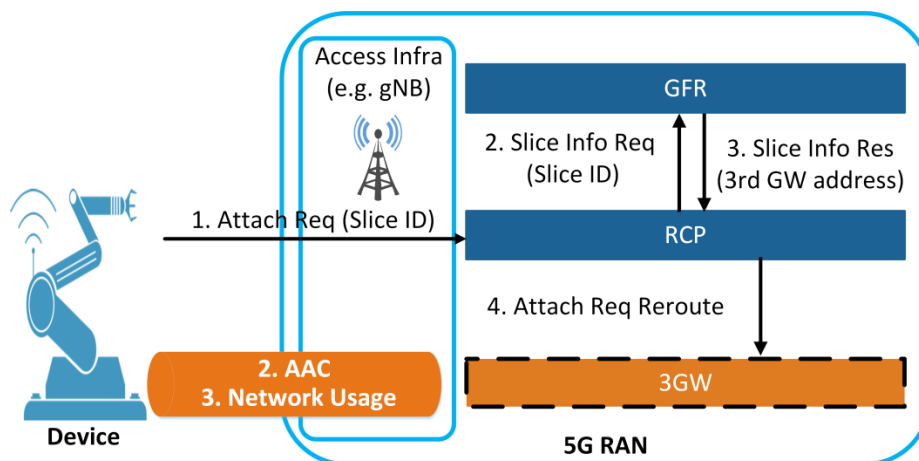 Access Infra
(e.g. gNB)
GFR
2. Slice Info Req
(Slice ID)
3. Slice Info Res
(3rd GW address)
1. Attach Req (Slice ID)
RCP
4. Attach Req Reroute
2. AAC
3. Network Usage
3GW
Device
5G RAN